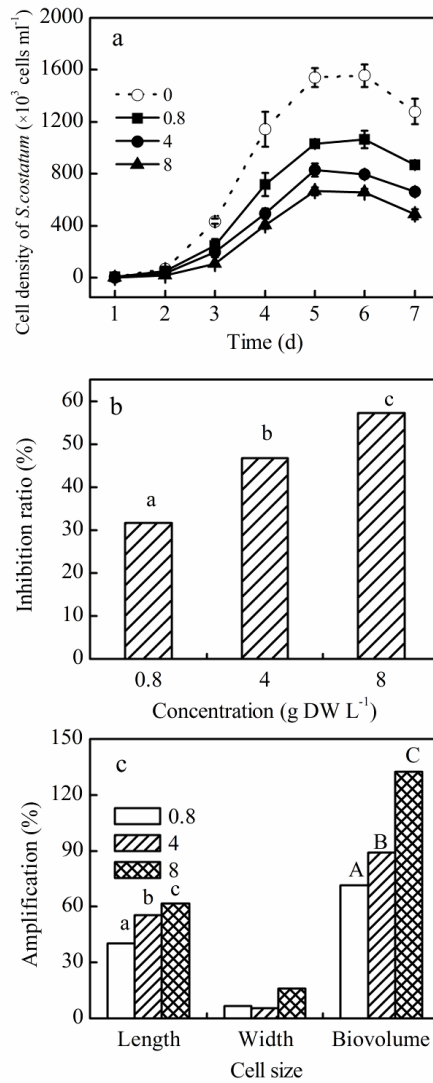 a
2000
1600
1200
800
400
0
Cell density of S.costatum (×10³ cells ml⁻¹)
0
0.8
4
8
1 2 3 4 5 6 7
Time (d)
b
60
50
40
30
20
10
0
Inhibition ratio (%)
a
b
c
0.8 4 8
Concentration (g DW L⁻¹)
c
150
120
90
60
30
0
Amplification (%)
0.8
4
8
a b c
A B C
Length Width Biovolume
Cell size